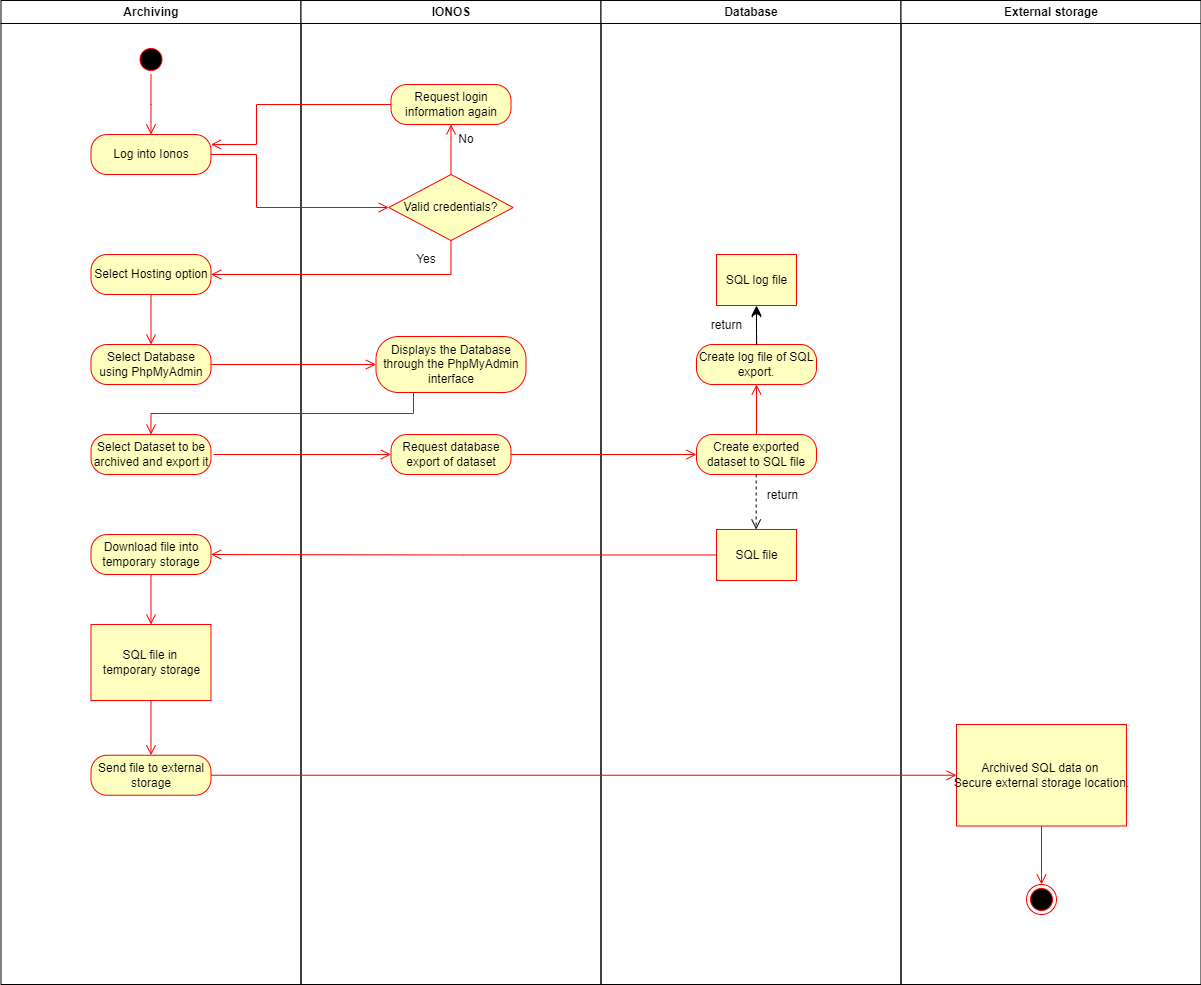 Archiving
IONOS
Database
External storage
Request login
information again
No
Log into Ionos
Valid credentials?
Yes
Select Hosting option
SQL log file
return
Select Database
using PhpMyAdmin
Displays the Database
through the PhpMyAdmin
interface
Create log file of SQL
export.
Select Dataset to be
archived and export it
Request database
export of dataset
Create exported
dataset to SQL file
return
Download file into
temporary storage
SQL file
SQL file in
temporary storage
Send file to external
storage
Archived SQL data on
Secure external storage location.